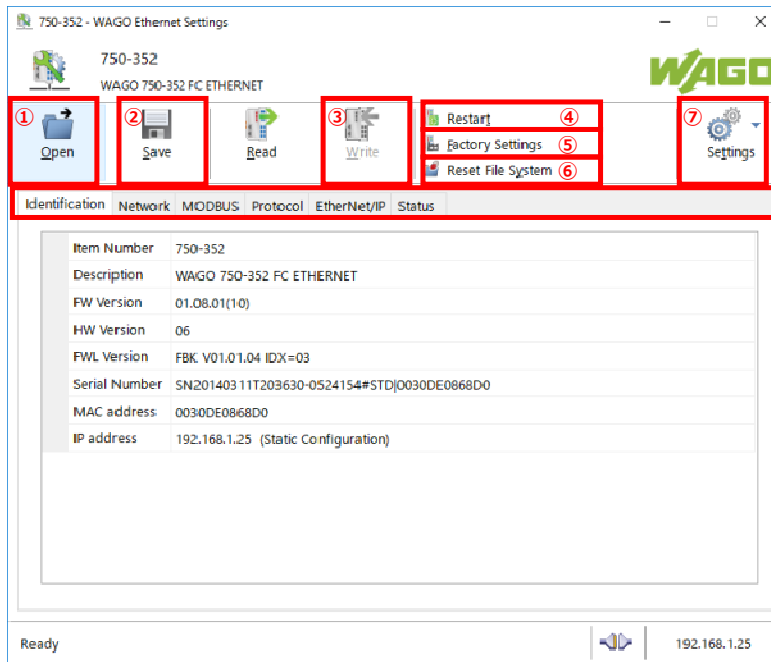 750-352 - WAGO Ethernet Settings
750-352
WAGO 750-352 FC ETHERNET
WAGO
① Open
② Save
Read
③ Write
Restart ④
Factory Settings ⑤
Reset File System ⑥
⑦ Settings
Identification Network MODBUS Protocol EtherNet/IP Status
Item Number 750-352
Description WAGO 750-352 FC ETHERNET
FW Version 01.08.01(10)
HW Version 06
FWL Version FBK V01.01.04 IDX=03
Serial Number SN20140311T203630-0524154#STD|0030DE0868D0
MAC address 0030DE0868D0
IP address 192.168.1.25 (Static Configuration)
Ready 192.168.1.25